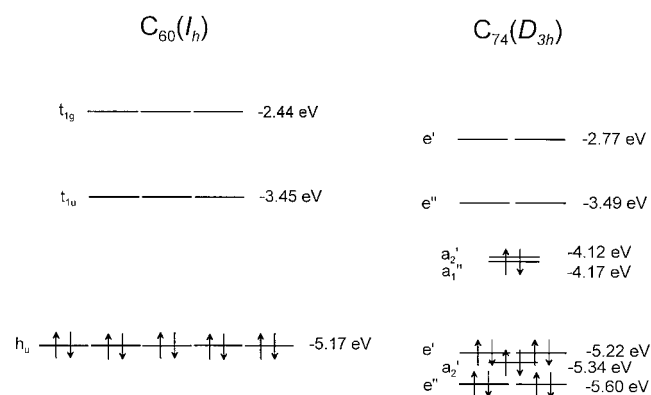 C₆₀(Iₕ)
C₇₄(D₃ₕ)
t₁g -2.44 eV
e' -2.77 eV
t₁ᵤ -3.45 eV
e" -3.49 eV
a₂' -4.12 eV
a₁" -4.17 eV
hᵤ -5.17 eV
e' -5.22 eV
a₂' -5.34 eV
e" -5.60 eV